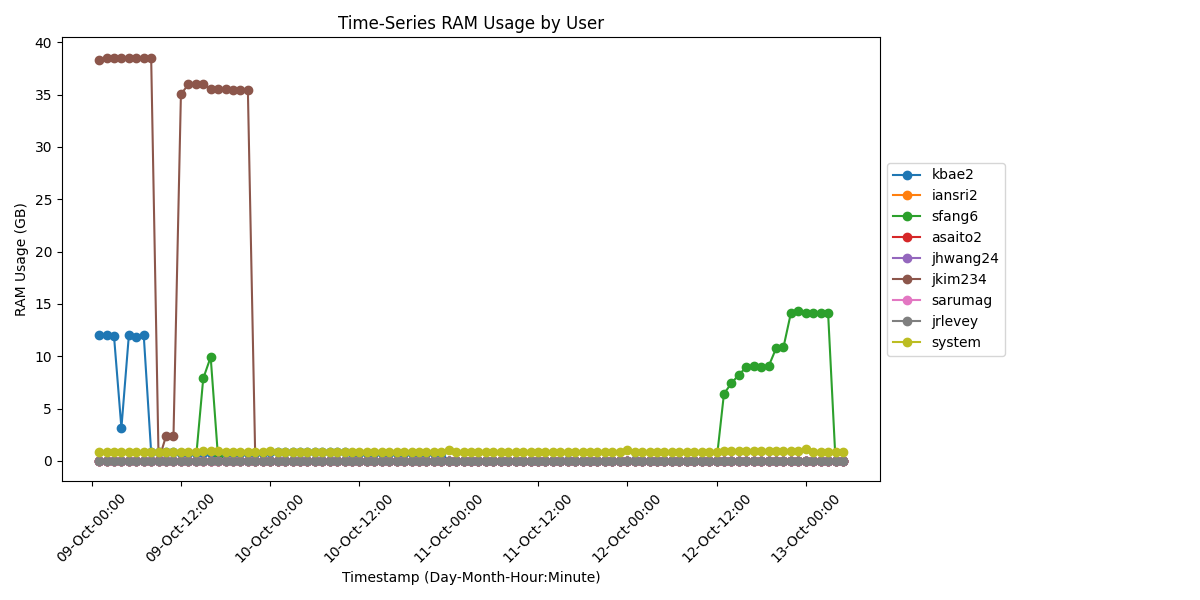 Time-Series RAM Usage by User
RAM Usage (GB)
40
35
30
25
20
15
10
5
0
09-Oct-00:00
09-Oct-12:00
10-Oct-00:00
10-Oct-12:00
11-Oct-00:00
11-Oct-12:00
12-Oct-00:00
12-Oct-12:00
13-Oct-00:00
Timestamp (Day-Month-Hour:Minute)
kbae2
iansri2
sfang6
asaito2
jhwang24
jkim234
sarumag
jrlevey
system